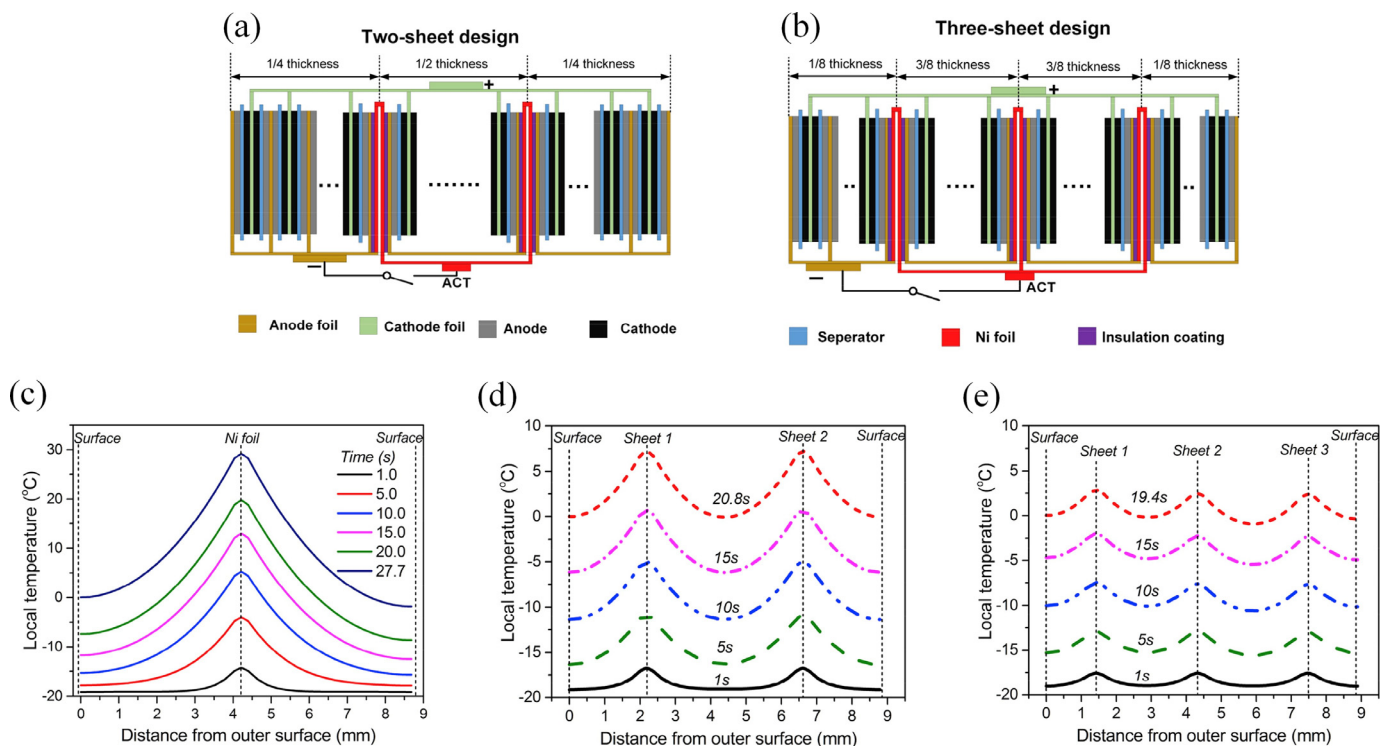 (a)
Two-sheet design
1/4 thickness 1/2 thickness 1/4 thickness
+
−
ACT
Anode foil Cathode foil Anode Cathode
(b)
Three-sheet design
1/8 thickness 3/8 thickness 3/8 thickness 1/8 thickness
+
−
ACT
Seperator Ni foil Insulation coating
(c)
Surface Ni foil Surface
Time (s)
1.0
5.0
10.0
15.0
20.0
27.7
30
20
10
0
-10
-20
Local temperature (°C)
0 1 2 3 4 5 6 7 8 9
Distance from outer surface (mm)
(d)
Surface Sheet 1 Sheet 2 Surface
20.8s
15s
10s
5s
1s
10
5
0
-5
-10
-15
-20
Local temperature (°C)
0 1 2 3 4 5 6 7 8 9
Distance from outer surface (mm)
(e)
Surface Sheet 1 Sheet 2 Sheet 3 Surface
19.4s
15s
10s
5s
1s
10
5
0
-5
-10
-15
-20
Local temperature (°C)
0 1 2 3 4 5 6 7 8 9
Distance from outer surface (mm)